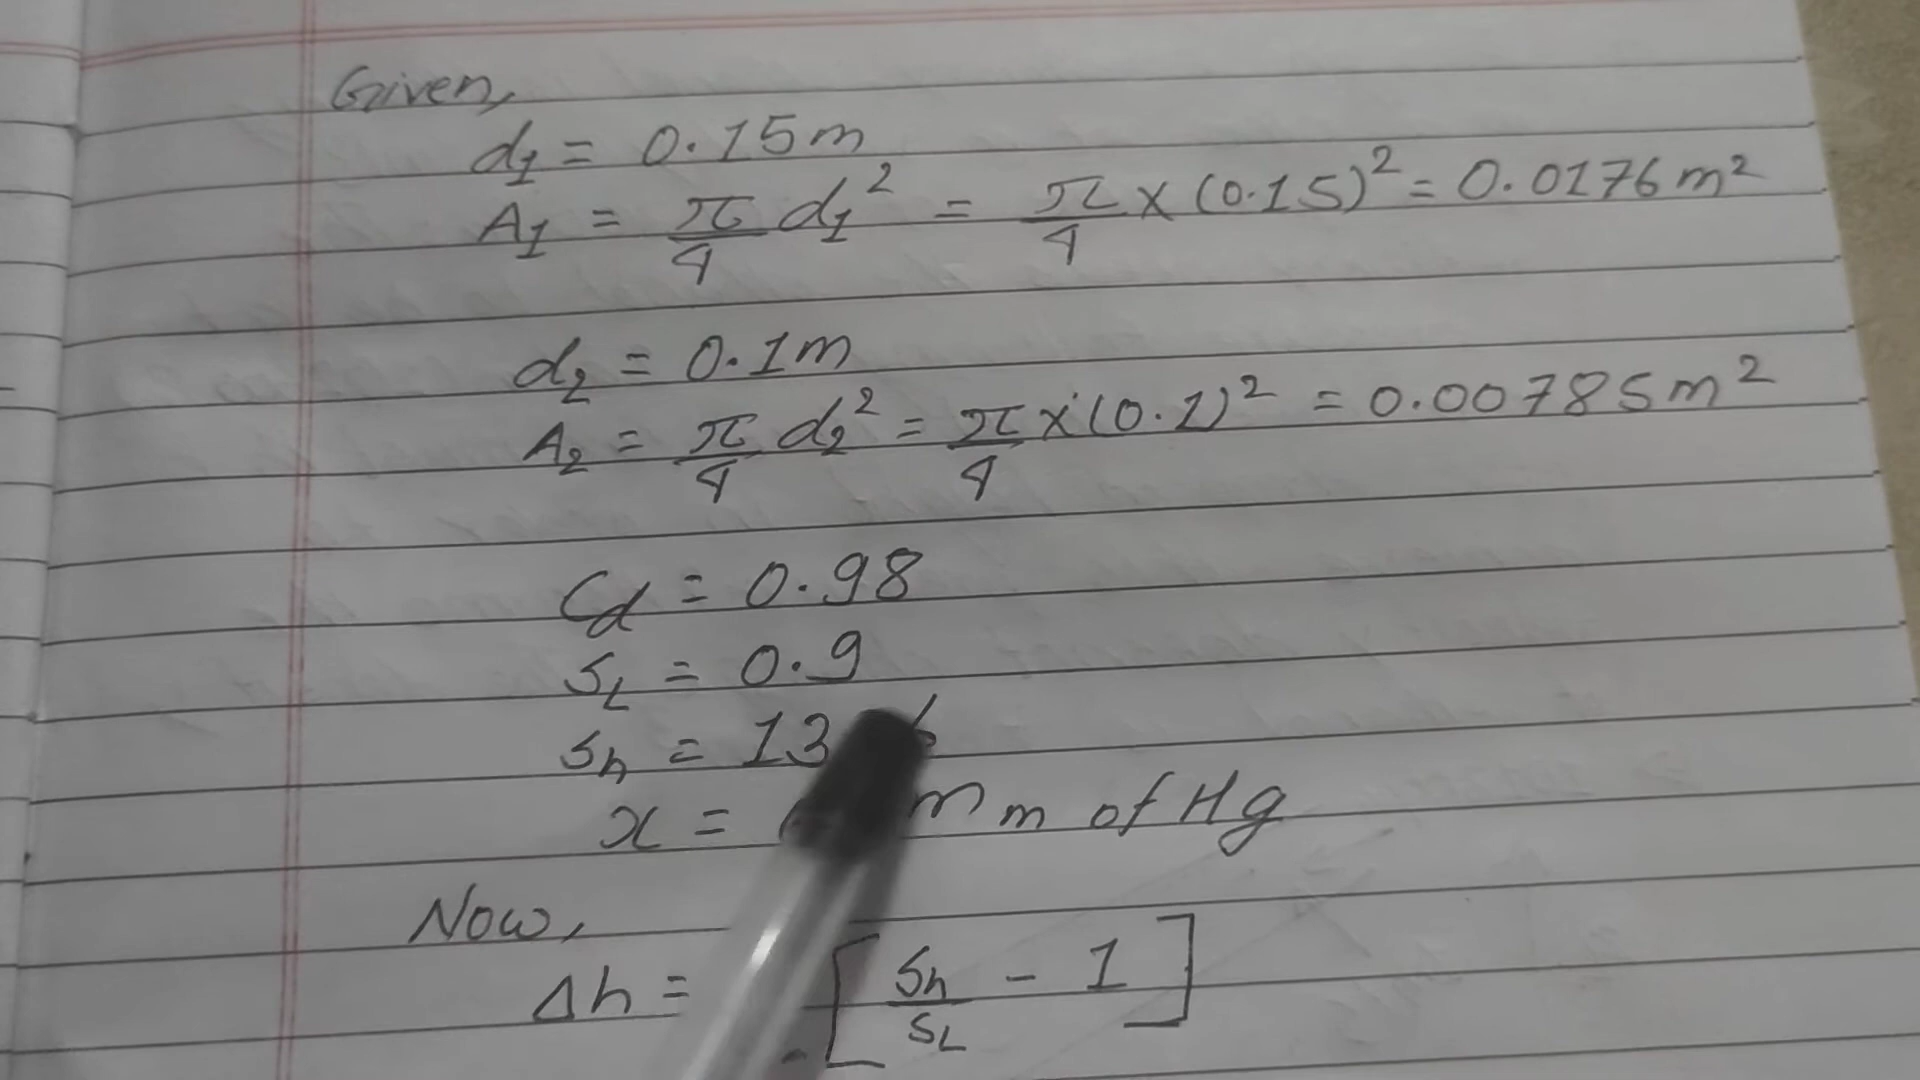 Given,
d1 = 0.15m
A1 = π/4 d1² = π/4 × (0.15)² = 0.0176 m²
d2 = 0.1m
A2 = π/4 d2² = π/4 × (0.1)² = 0.00785 m²
Cd = 0.98
SL = 0.9
Sh = 13 6
x = mm of Hg
Now,
Δh = [Sh/SL - 1]